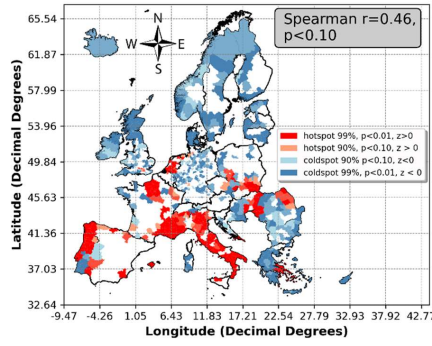 Spearman r=0.46,
p<0.10
N
W E
S
hotspot 99%, p<0.01, z>0
hotspot 90%, p<0.10, z > 0
coldspot 90% p<0.10, z<0
coldspot 99%, p<0.01, z < 0
Latitude (Decimal Degrees)
65.54
61.87
57.99
53.96
49.84
45.63
41.36
37.03
32.64
-9.47 -4.26 1.05 6.43 11.83 17.21 22.54 27.79 32.93 37.94 42.77
Longitude (Decimal Degrees)